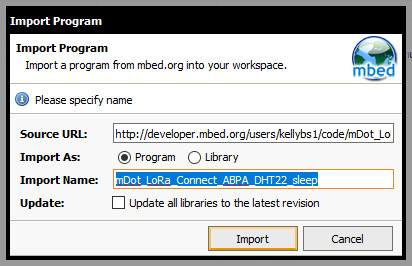 Import Program
Import Program
Import a program from mbed.org into your workspace.
mbed
Please specify name
Source URL: http://developer.mbed.org/users/kellybs1/code/mDot_Lo
Import As: Program Library
Import Name: mDot_LoRa_Connect_ABPA_DHT22_sleep
Update: Update all libraries to the latest revision
Import Cancel